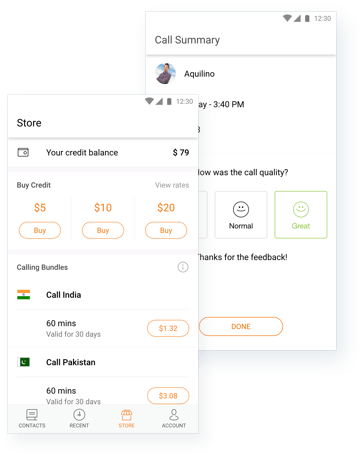 12:30
Call Summary
Aquilino
ay - 3:40 PM
3
How was the call quality?
Normal
Great
Thanks for the feedback!
DONE
12:30
Store
Your credit balance
$ 79
Buy Credit
View rates
$5
$10
$20
Buy
Buy
Buy
Calling Bundles
Call India
60 mins
$1.32
Valid for 30 days
Call Pakistan
60 mins
$3.08
Valid for 30 days
CONTACTS
RECENT
STORE
ACCOUNT